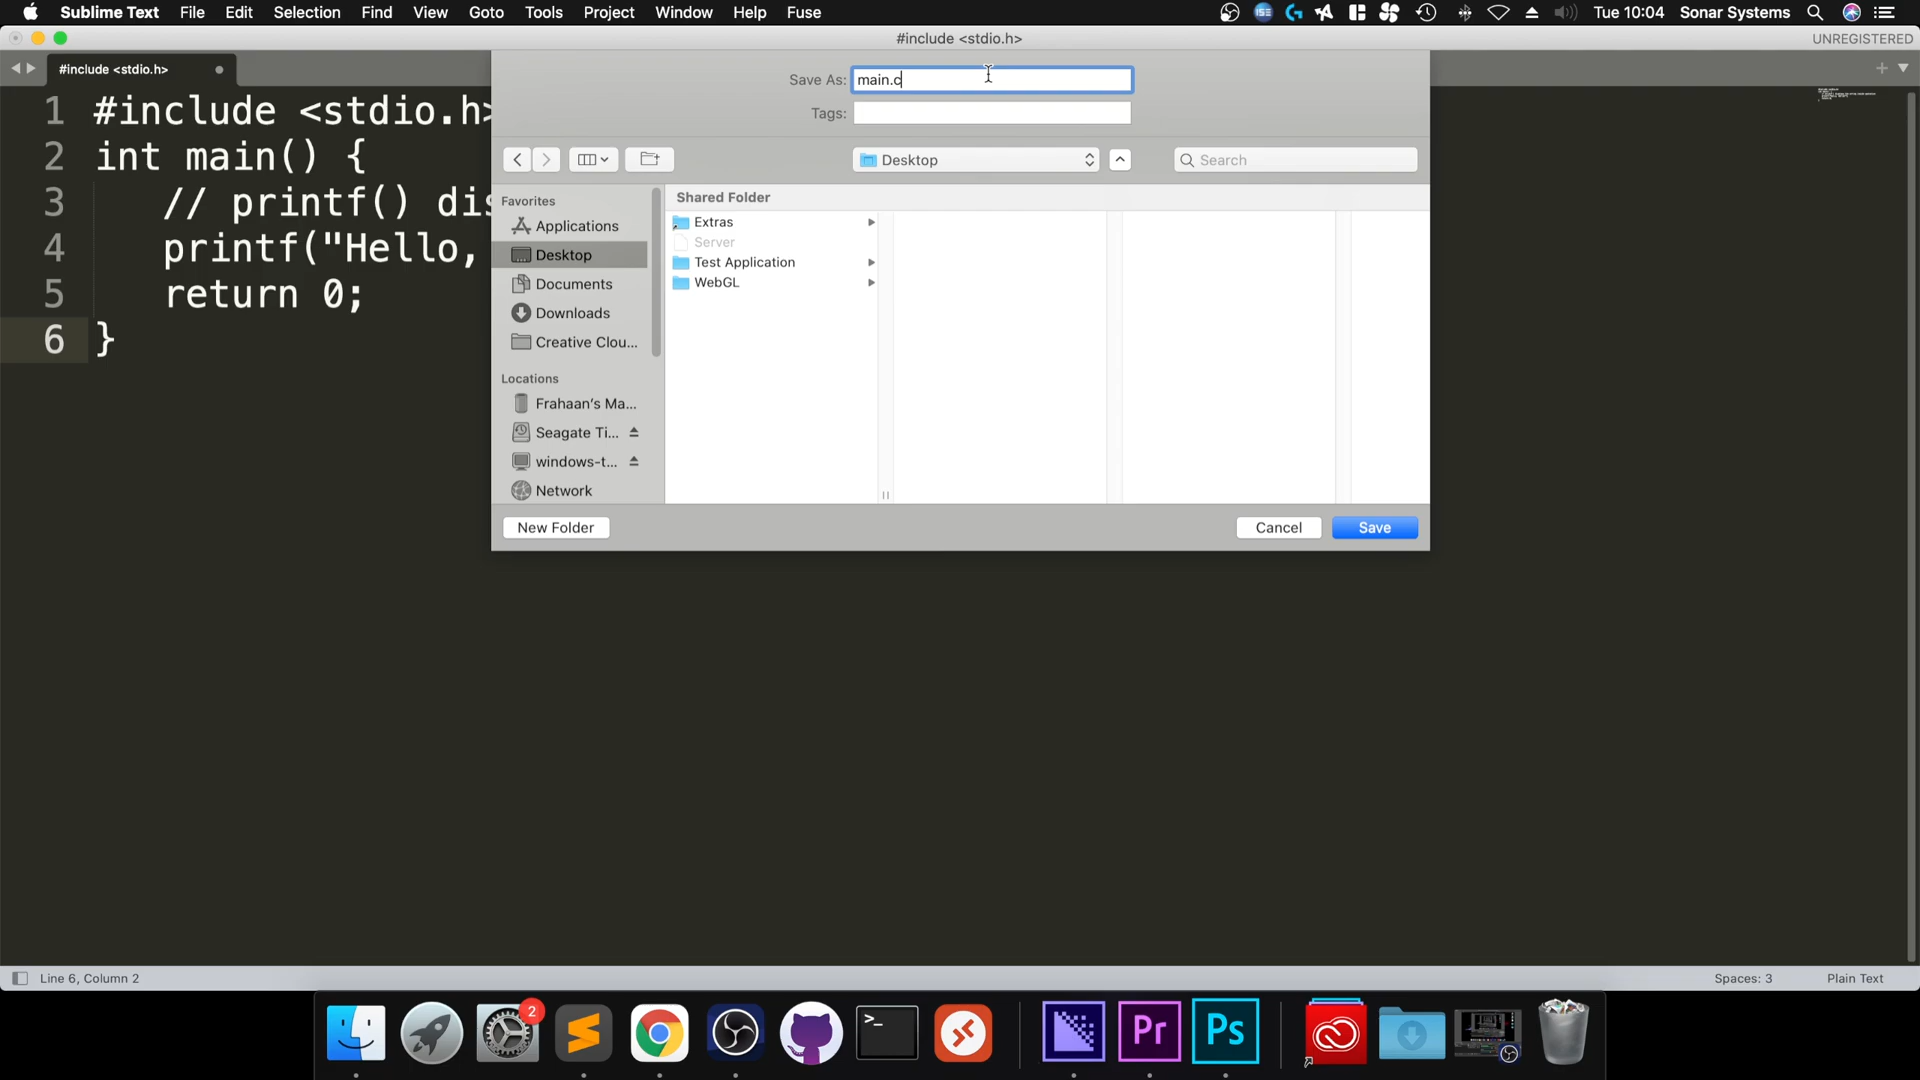 Sublime Text File Edit Selection Find View Goto Tools Project Window Help Fuse Tue 10:04 Sonar Systems
#include <stdio.h>
UNREGISTERED
#include <stdio.h>
1 #include <stdio.h>
2 int main() {
3 // printf() dis
4 printf("Hello,
5 return 0;
6 }
Save As: main.c
Tags:
Desktop
Search
Favorites
Applications
Desktop
Documents
Downloads
Creative Clou...
Locations
Frahaan's Ma...
Seagate Ti...
windows-t...
Network
Shared Folder
Extras
Server
Test Application
WebGL
New Folder
Cancel
Save
Line 6, Column 2
Spaces: 3
Plain Text
2
>_
Pr
Ps